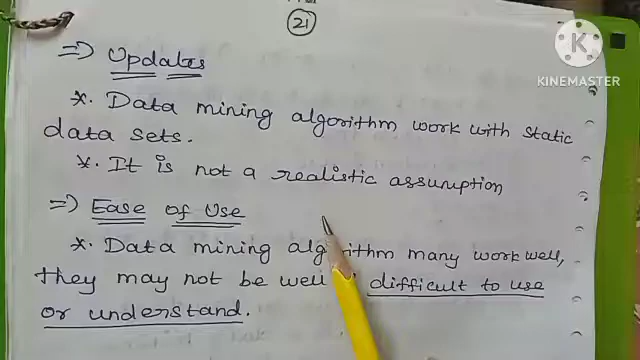 21
⇒ Updates
KINEMASTER
*. Data mining algorithm work with static
data sets.
*. It is not a realistic assumption
⇒ Ease of Use
*. Data mining algorithm many work well,
they may not be well difficult to use
or understand.